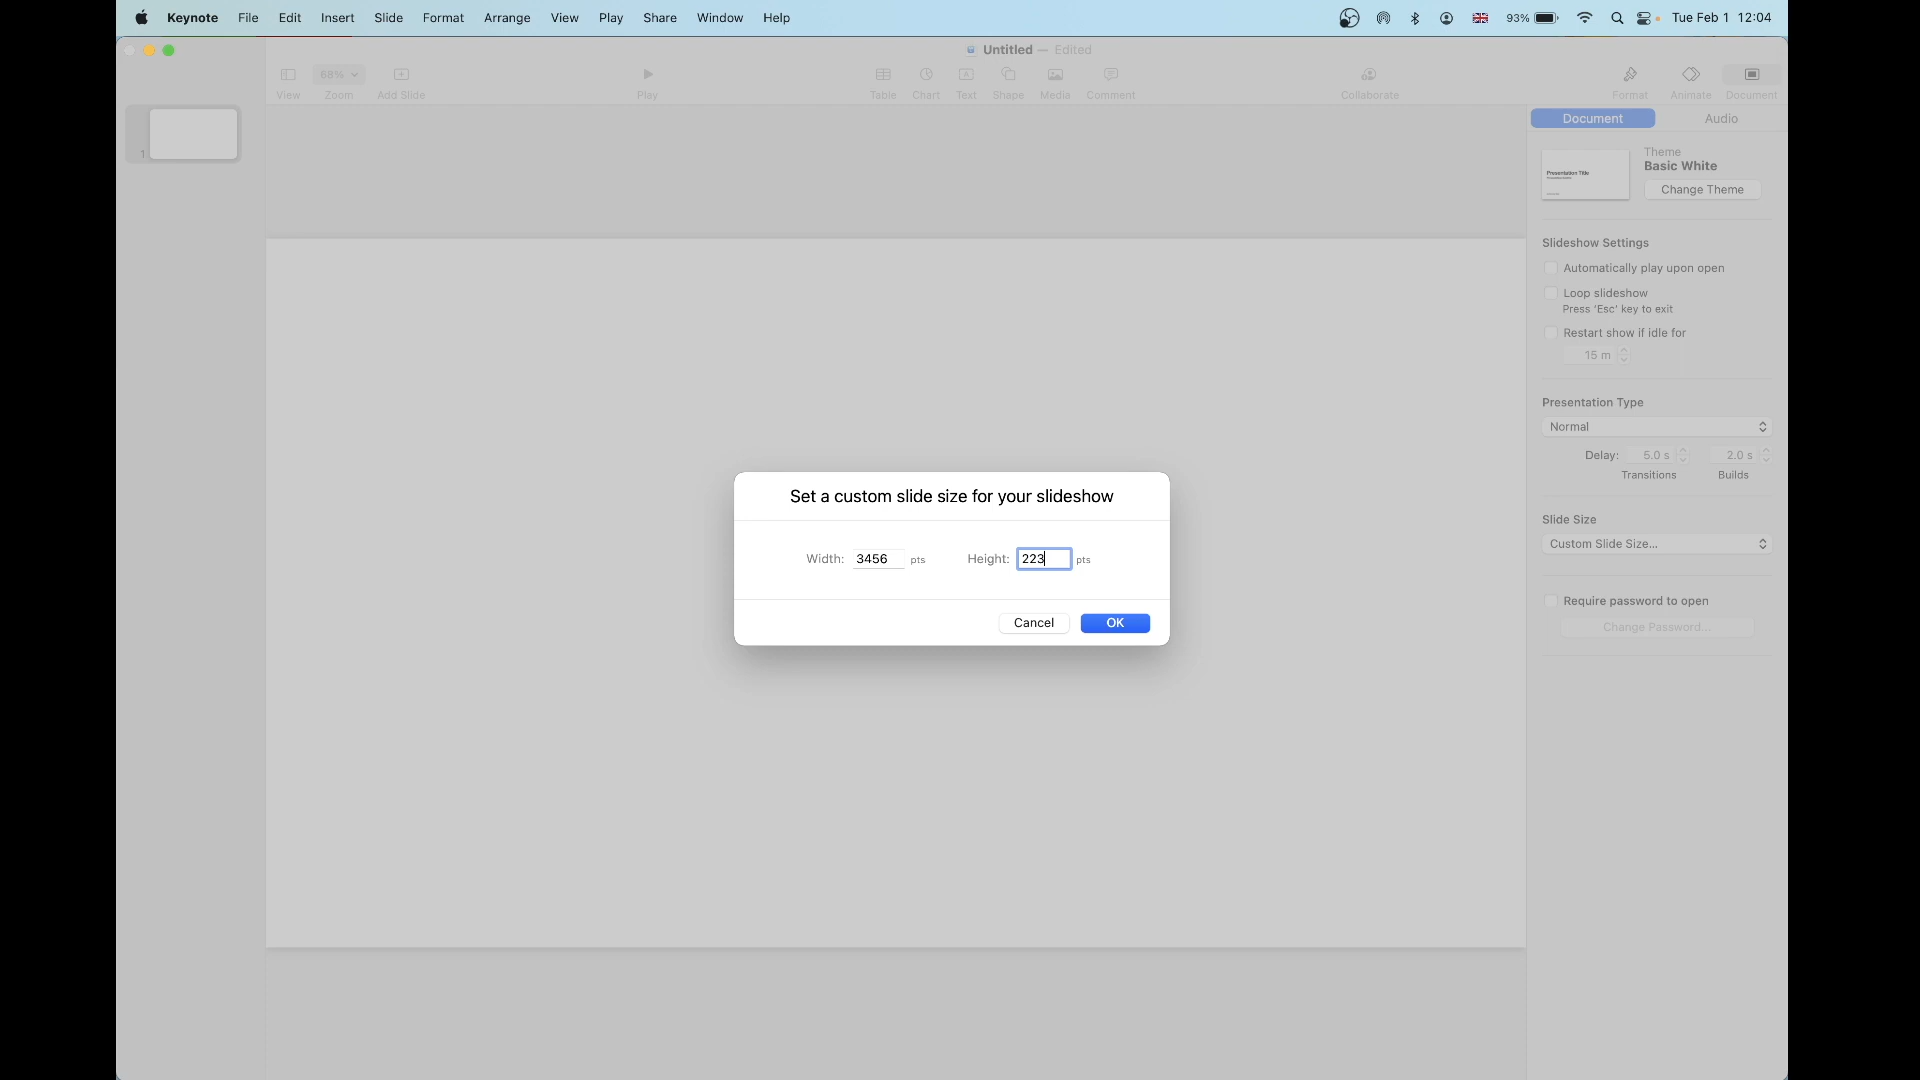 Keynote File Edit Insert Slide Format Arrange View Play Share Window Help 93% Tue Feb 1 12:04
Untitled — Edited
68%
View Zoom Add Slide Play Table Chart Text Shape Media Comment Collaborate Format Animate Document
1
Document Audio
Theme
Basic White
Presentation Title
Change Theme
Slideshow Settings
Automatically play upon open
Loop slideshow
Press 'Esc' key to exit
Restart show if idle for
15 m
Presentation Type
Normal
Delay: 5.0 s 2.0 s
Transitions Builds
Slide Size
Custom Slide Size...
Require password to open
Change Password...
Set a custom slide size for your slideshow
Width: 3456 pts Height: 223 pts
Cancel OK